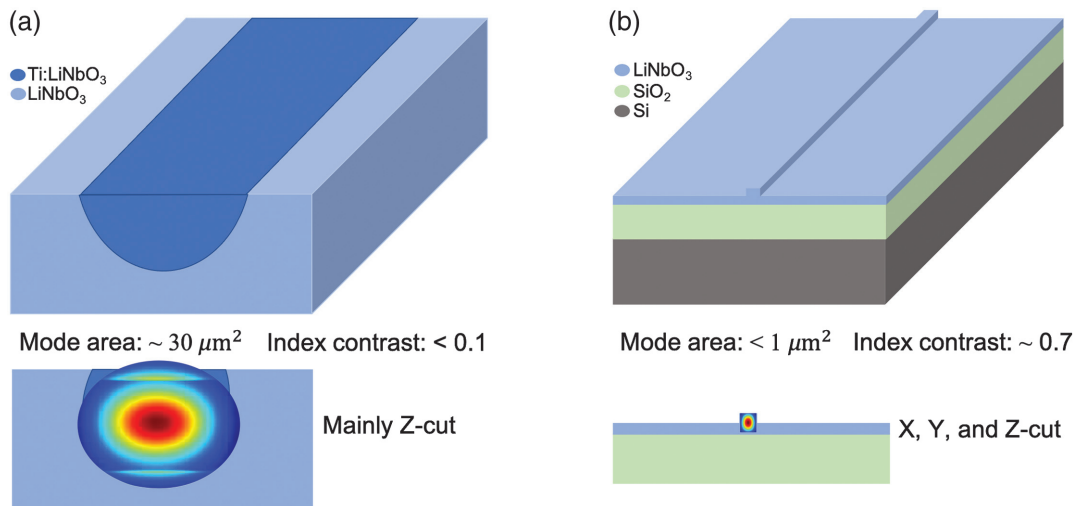 (a)
Ti:LiNbO₃
LiNbO₃
Mode area: ~ 30 μm² Index contrast: < 0.1
Mainly Z-cut
(b)
LiNbO₃
SiO₂
Si
Mode area: < 1 μm² Index contrast: ~ 0.7
X, Y, and Z-cut